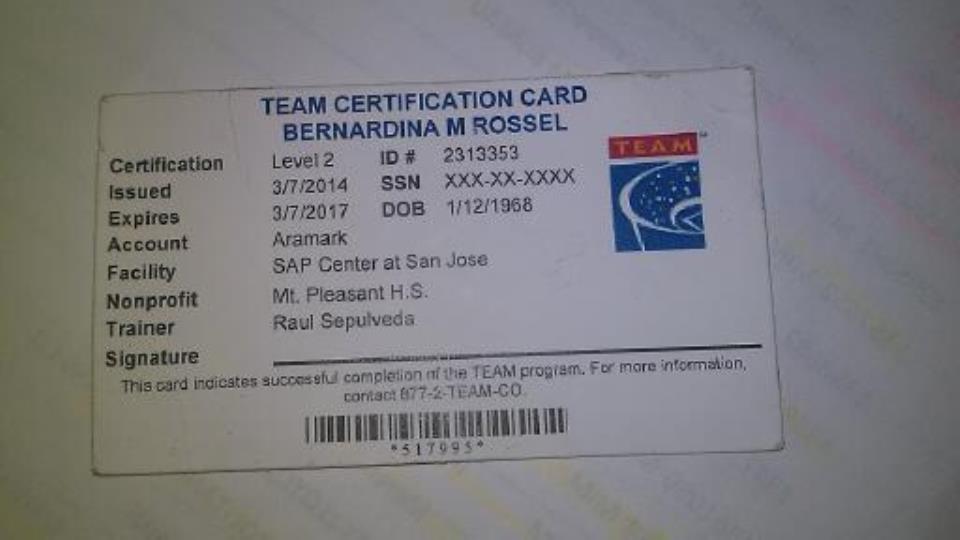 TEAM CERTIFICATION CARD
BERNARDINA M ROSSEL
Certification Level 2 ID # 2313353
Issued 3/7/2014 SSN XXX-XX-XXXX
Expires 3/7/2017 DOB 1/12/1968
Account Aramark
Facility SAP Center at San Jose
Nonprofit Mt. Pleasant H.S.
Trainer Raul Sepulveda
Signature
This card indicates successful completion of the TEAM program. For more information,
contact 877-2-TEAM-CO.
*517995*
TEAM™